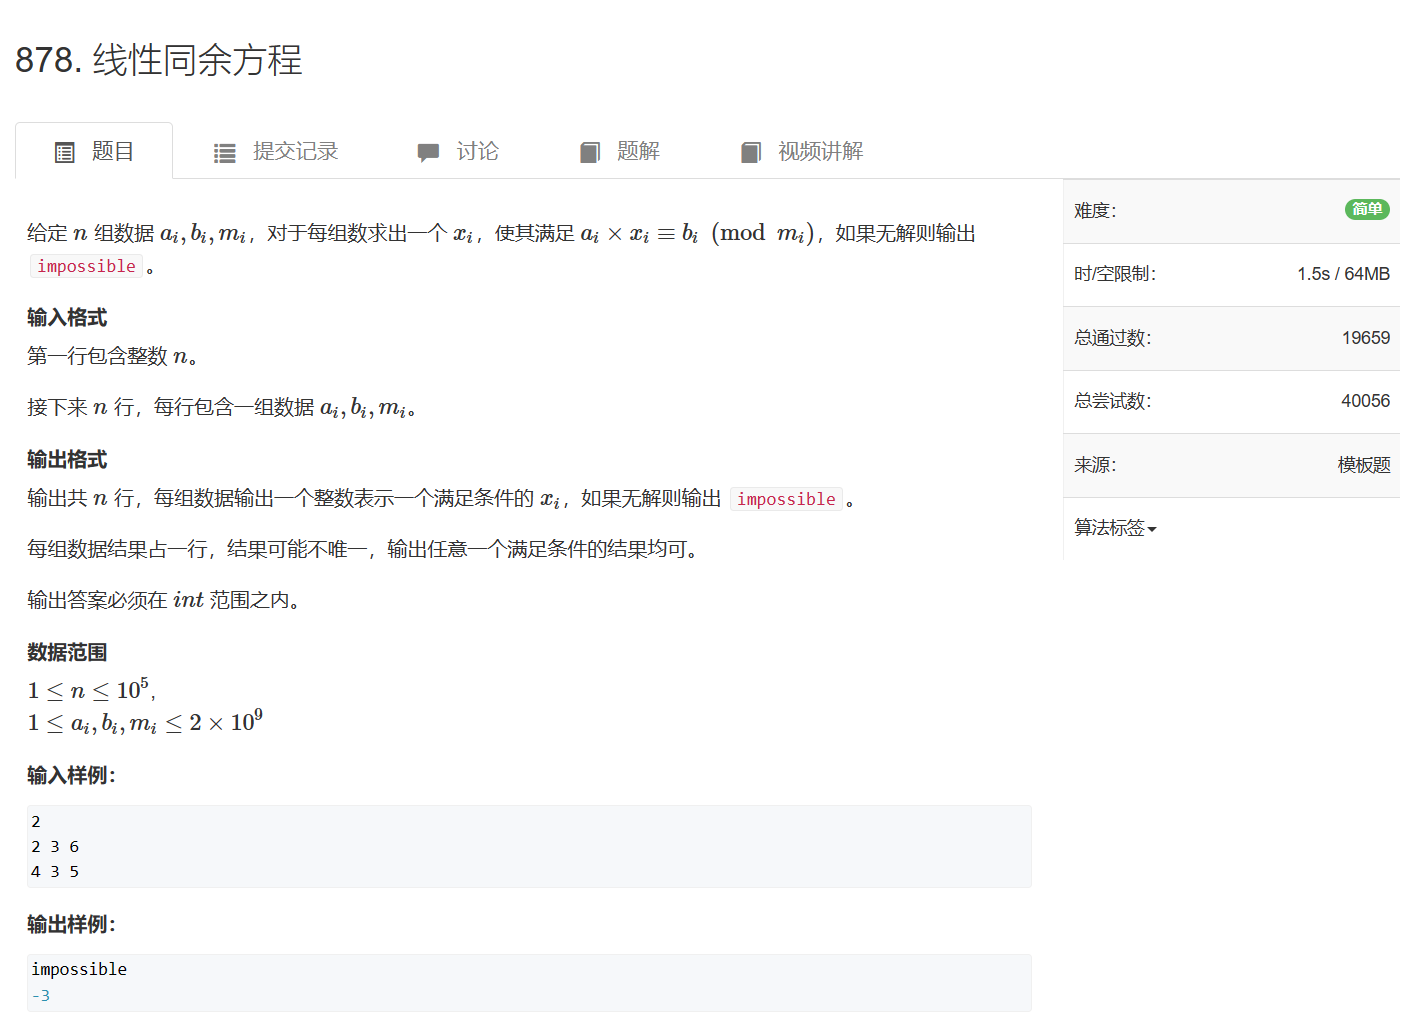 878. 线性同余方程
题目
提交记录
讨论
题解
视频讲解
给定 n 组数据 a_i, b_i, m_i，对于每组数求出一个 x_i，使其满足 a_i × x_i ≡ b_i (mod m_i)，如果无解则输出
impossible 。
输入格式
第一行包含整数 n。
接下来 n 行，每行包含一组数据 a_i, b_i, m_i。
输出格式
输出共 n 行，每组数据输出一个整数表示一个满足条件的 x_i，如果无解则输出 impossible 。
每组数据结果占一行，结果可能不唯一，输出任意一个满足条件的结果均可。
输出答案必须在 int 范围之内。
数据范围
1 ≤ n ≤ 10^5,
1 ≤ a_i, b_i, m_i ≤ 2 × 10^9
输入样例：
2
2 3 6
4 3 5
输出样例：
impossible
-3
难度： 简单
时/空限制： 1.5s / 64MB
总通过数： 19659
总尝试数： 40056
来源： 模板题
算法标签